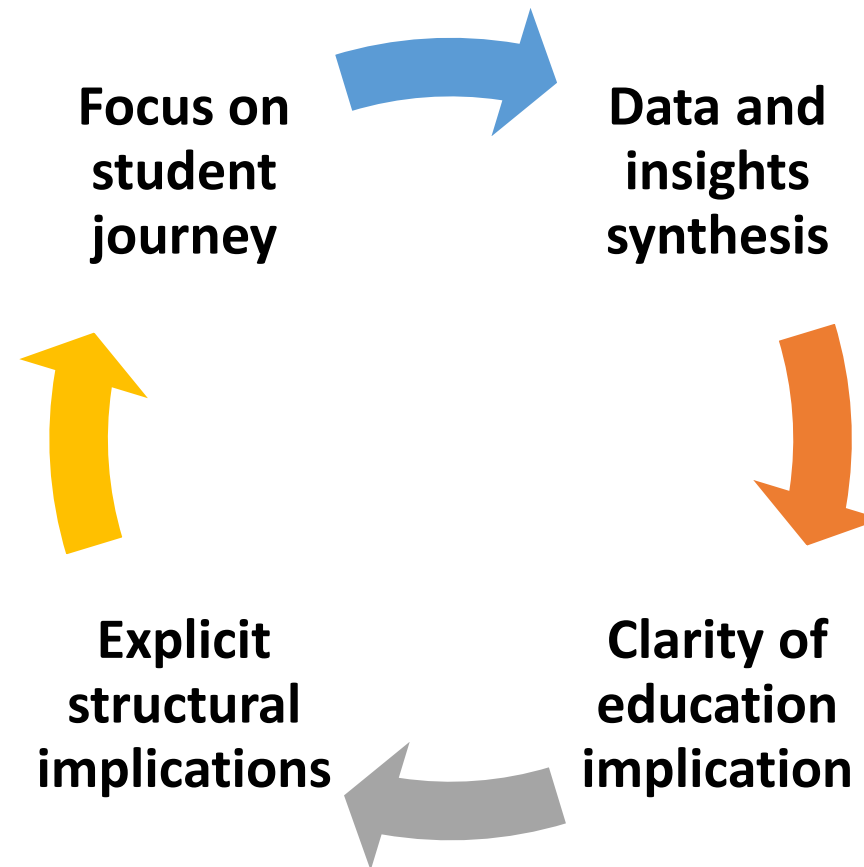 Focus on
student
journey
Data and
insights
synthesis
Clarity of
education
implication
Explicit
structural
implications